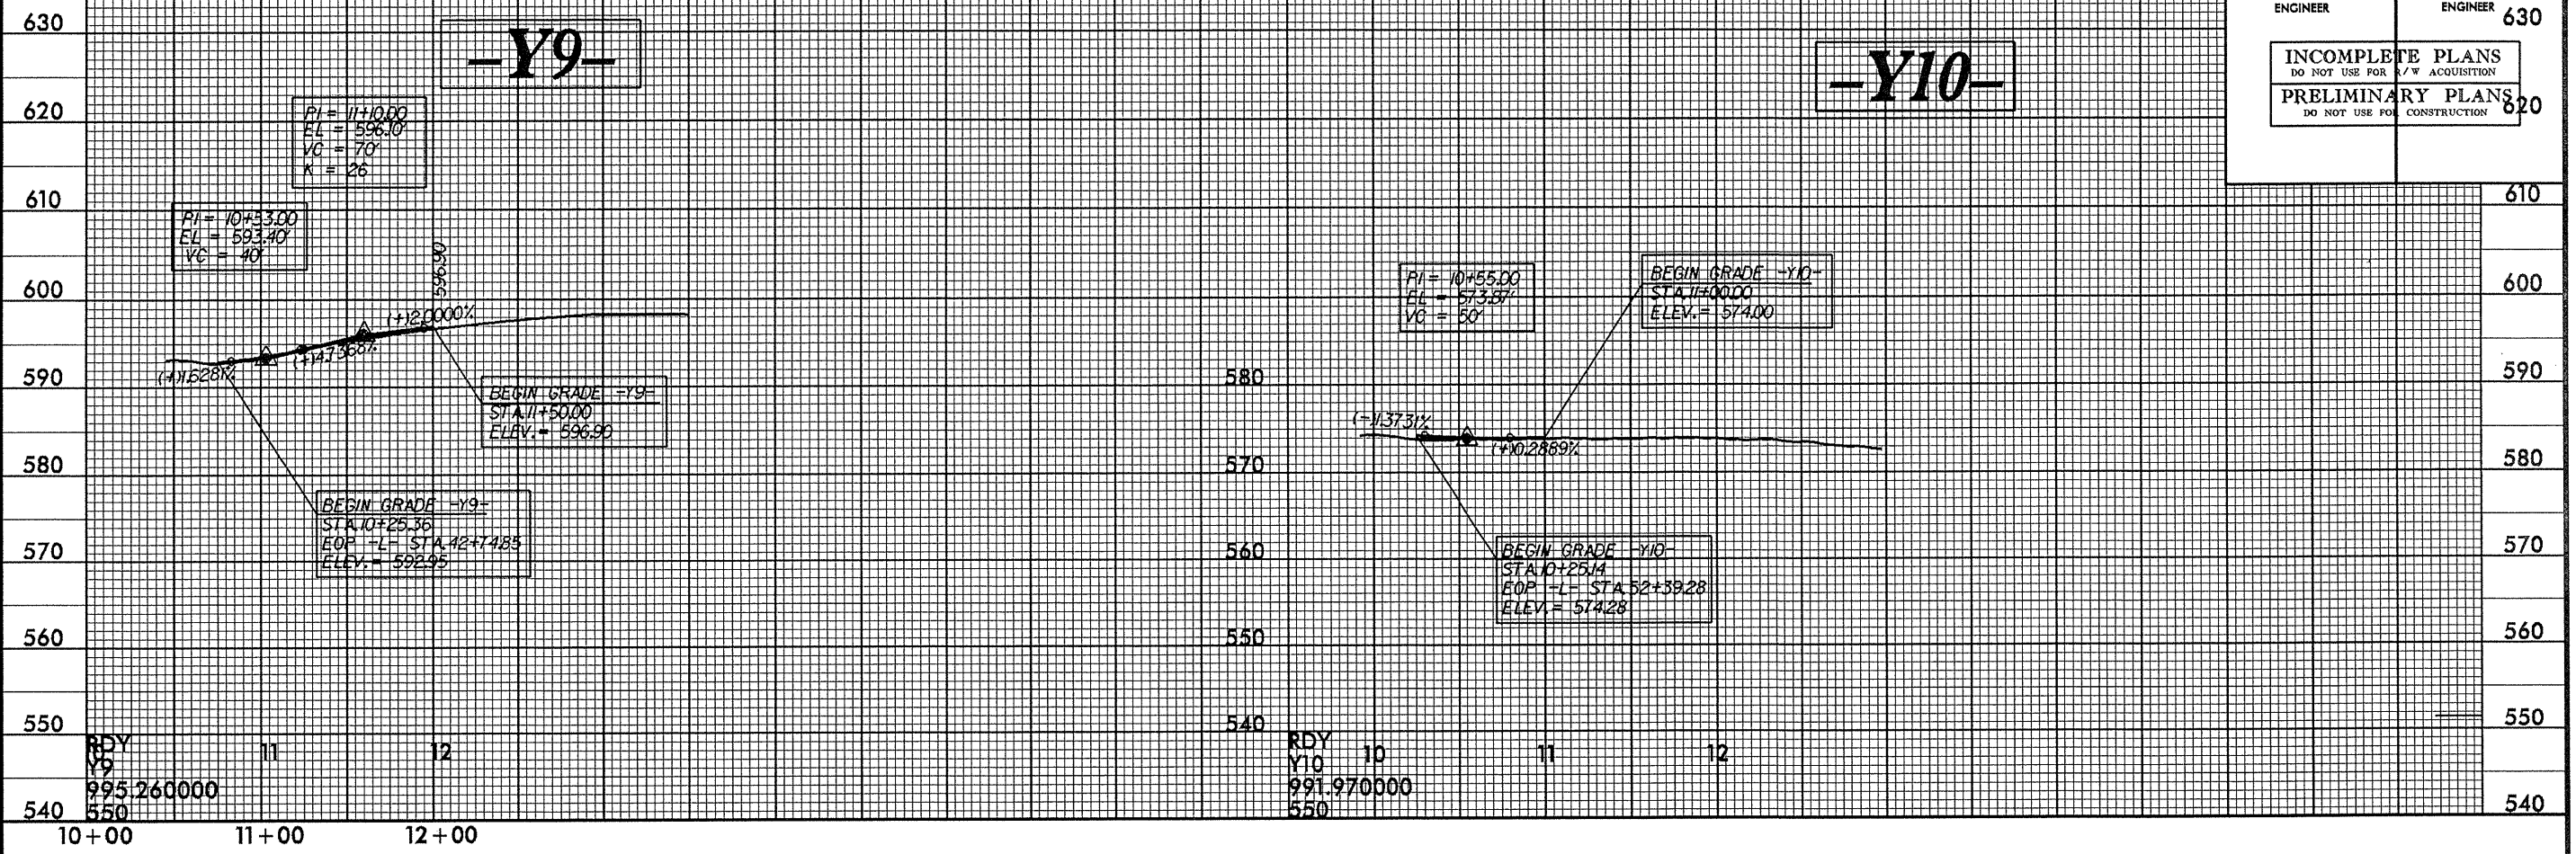 630
620
610
600
590
580
570
560
550
540
-Y9-
PI = 11+10.00
EL = 596.10'
VC = 70'
K = 26
PI = 10+53.00
EL = 593.40'
VC = 40'
596.90
(+)2.0000%
(+)4.7368%
(+)1.6281%
BEGIN GRADE -Y9-
STA.11+50.00
ELEV.= 596.90
BEGIN GRADE -Y9-
STA.10+25.36
EOP -L- STA.42+74.85
ELEV.= 592.95
RDY
Y9
995.260000
550
11
12
10+00
11+00
12+00
-Y10-
580
570
560
550
540
PI = 10+55.00
EL = 573.87'
VC = 50'
BEGIN GRADE -Y10-
STA.11+00.00
ELEV.= 574.00
(-)1.3731%
(+)0.2889%
BEGIN GRADE -Y10-
STA.10+25.14
EOP -L- STA.52+39.28
ELEV.= 574.28
RDY
Y10
991.970000
550
10
11
12
ENGINEER
ENGINEER
INCOMPLETE PLANS
DO NOT USE FOR R/W ACQUISITION
PRELIMINARY PLANS
DO NOT USE FOR CONSTRUCTION
630
620
610
600
590
580
570
560
550
540